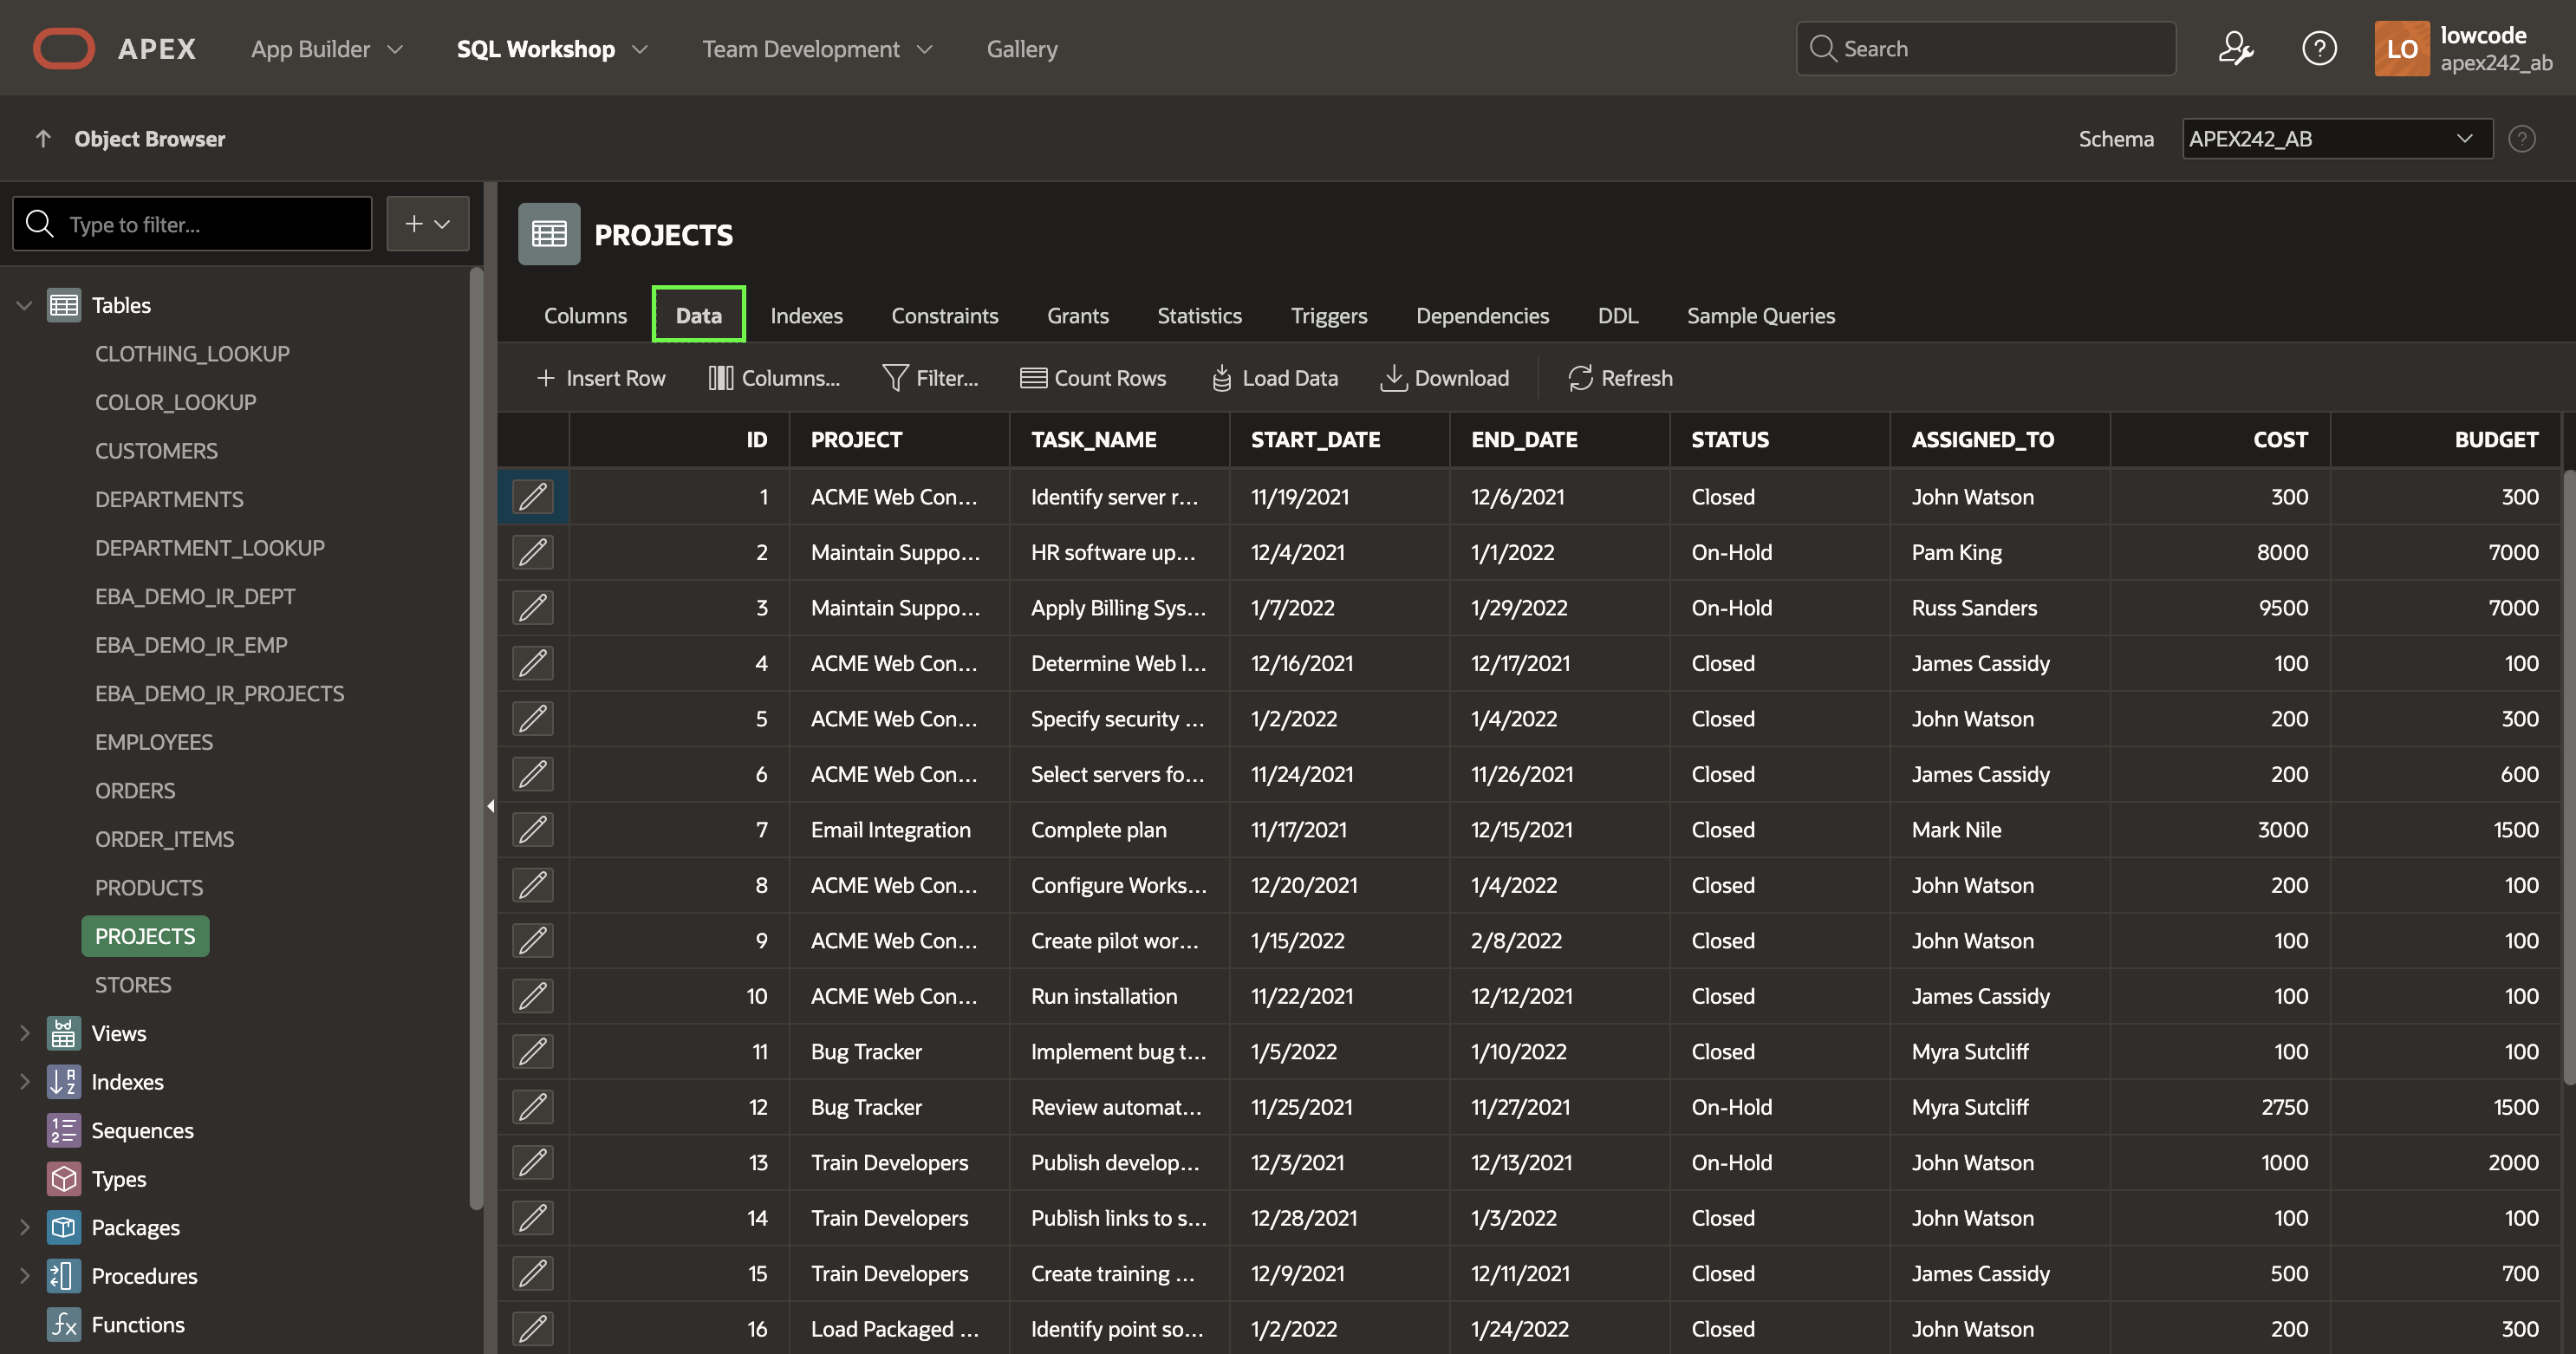 APEX App Builder SQL Workshop Team Development Gallery Search LO lowcode
apex242_ab
Object Browser Schema APEX242_AB
Type to filter...
PROJECTS
Tables
CLOTHING_LOOKUP
COLOR_LOOKUP
CUSTOMERS
DEPARTMENTS
DEPARTMENT_LOOKUP
EBA_DEMO_IR_DEPT
EBA_DEMO_IR_EMP
EBA_DEMO_IR_PROJECTS
EMPLOYEES
ORDERS
ORDER_ITEMS
PRODUCTS
PROJECTS
STORES
Views
Indexes
Sequences
Types
Packages
Procedures
Functions
Columns Data Indexes Constraints Grants Statistics Triggers Dependencies DDL Sample Queries
Insert Row Columns... Filter... Count Rows Load Data Download Refresh
ID PROJECT TASK_NAME START_DATE END_DATE STATUS ASSIGNED_TO COST BUDGET
1 ACME Web Con... Identify server r... 11/19/2021 12/6/2021 Closed John Watson 300 300
2 Maintain Suppo... HR software up... 12/4/2021 1/1/2022 On-Hold Pam King 8000 7000
3 Maintain Suppo... Apply Billing Sys... 1/7/2022 1/29/2022 On-Hold Russ Sanders 9500 7000
4 ACME Web Con... Determine Web l... 12/16/2021 12/17/2021 Closed James Cassidy 100 100
5 ACME Web Con... Specify security ... 1/2/2022 1/4/2022 Closed John Watson 200 300
6 ACME Web Con... Select servers fo... 11/24/2021 11/26/2021 Closed James Cassidy 200 600
7 Email Integration Complete plan 11/17/2021 12/15/2021 Closed Mark Nile 3000 1500
8 ACME Web Con... Configure Works... 12/20/2021 1/4/2022 Closed John Watson 200 100
9 ACME Web Con... Create pilot wor... 1/15/2022 2/8/2022 Closed John Watson 100 100
10 ACME Web Con... Run installation 11/22/2021 12/12/2021 Closed James Cassidy 100 100
11 Bug Tracker Implement bug t... 1/5/2022 1/10/2022 Closed Myra Sutcliff 100 100
12 Bug Tracker Review automat... 11/25/2021 11/27/2021 On-Hold Myra Sutcliff 2750 1500
13 Train Developers Publish develop... 12/3/2021 12/13/2021 On-Hold John Watson 1000 2000
14 Train Developers Publish links to s... 12/28/2021 1/3/2022 Closed John Watson 100 100
15 Train Developers Create training ... 12/9/2021 12/11/2021 Closed James Cassidy 500 700
16 Load Packaged ... Identify point so... 1/2/2022 1/24/2022 Closed John Watson 200 300